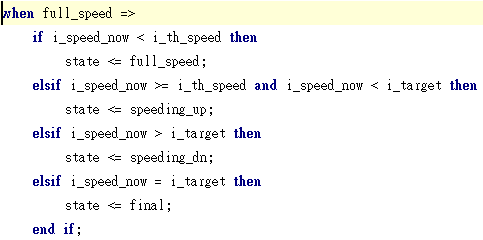 when full_speed =>
if i_speed_now < i_th_speed then
state <= full_speed;
elsif i_speed_now >= i_th_speed and i_speed_now < i_target then
state <= speeding_up;
elsif i_speed_now > i_target then
state <= speeding_dn;
elsif i_speed_now = i_target then
state <= final;
end if;